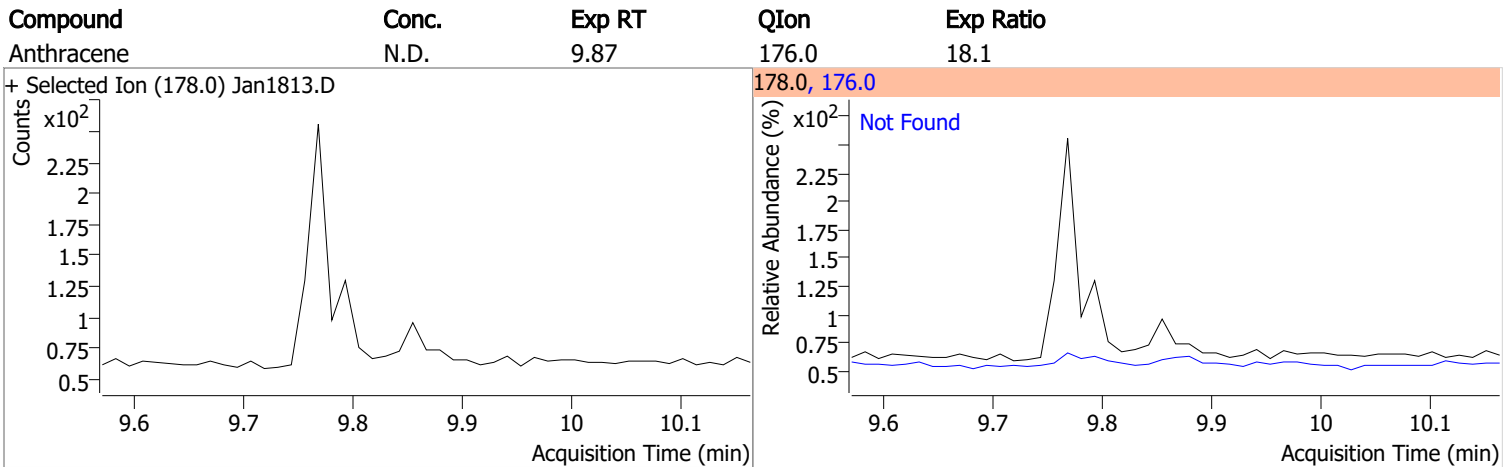 Compound Conc. Exp RT QIon Exp Ratio
Anthracene N.D. 9.87 176.0 18.1
+ Selected Ion (178.0) Jan1813.D
Counts
x10²
2.25
2
1.75
1.5
1.25
1
0.75
0.5
9.6 9.7 9.8 9.9 10 10.1
Acquisition Time (min)
178.0, 176.0
Relative Abundance (%)
x10²
Not Found
2.25
2
1.75
1.5
1.25
1
0.75
0.5
9.6 9.7 9.8 9.9 10 10.1
Acquisition Time (min)